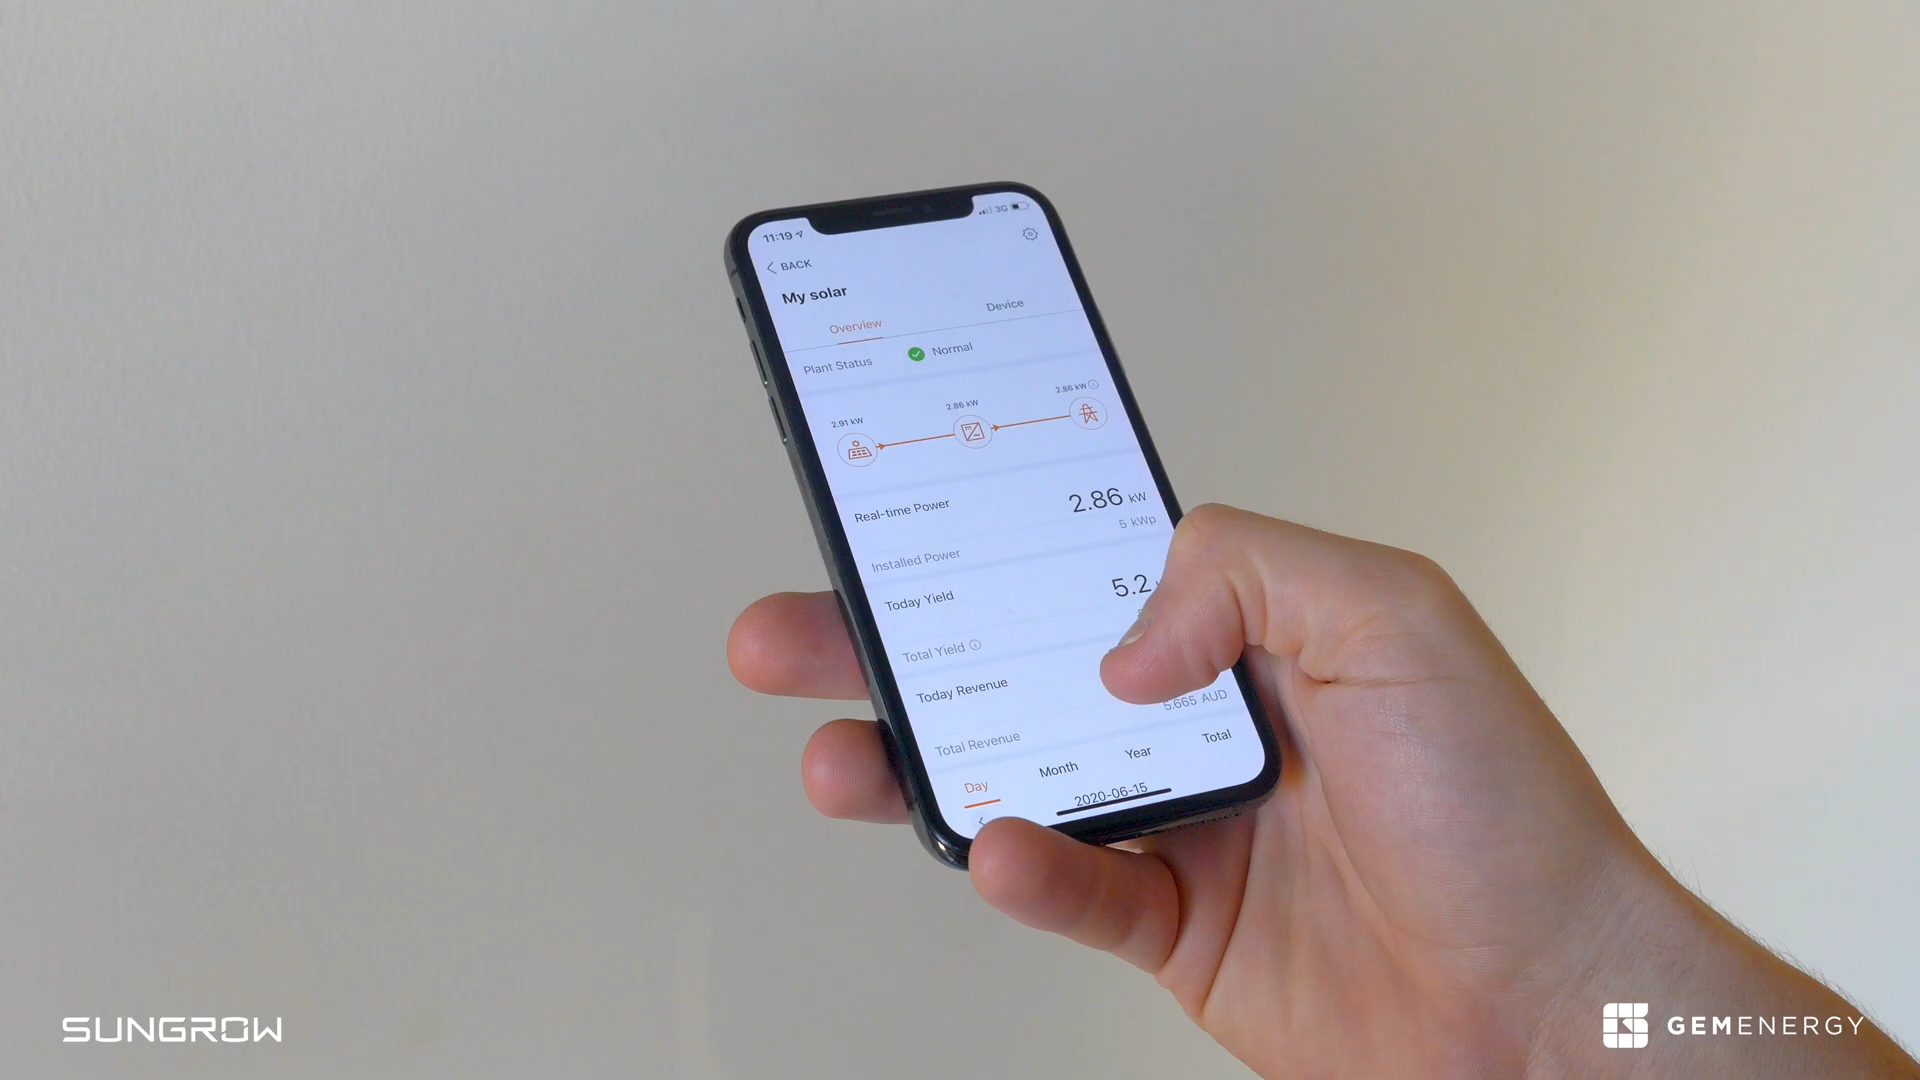 11:19
3G
BACK
My solar
Overview
Device
Plant Status
Normal
2.91 kW
2.86 kW
2.86 kW
Real-time Power
2.86 kW
Installed Power
5 kWp
Today Yield
5.2
Total Yield
Today Revenue
Total Revenue
5.665 AUD
Day
Month
Year
Total
2020-06-15
SUNGROW
GEMENERGY